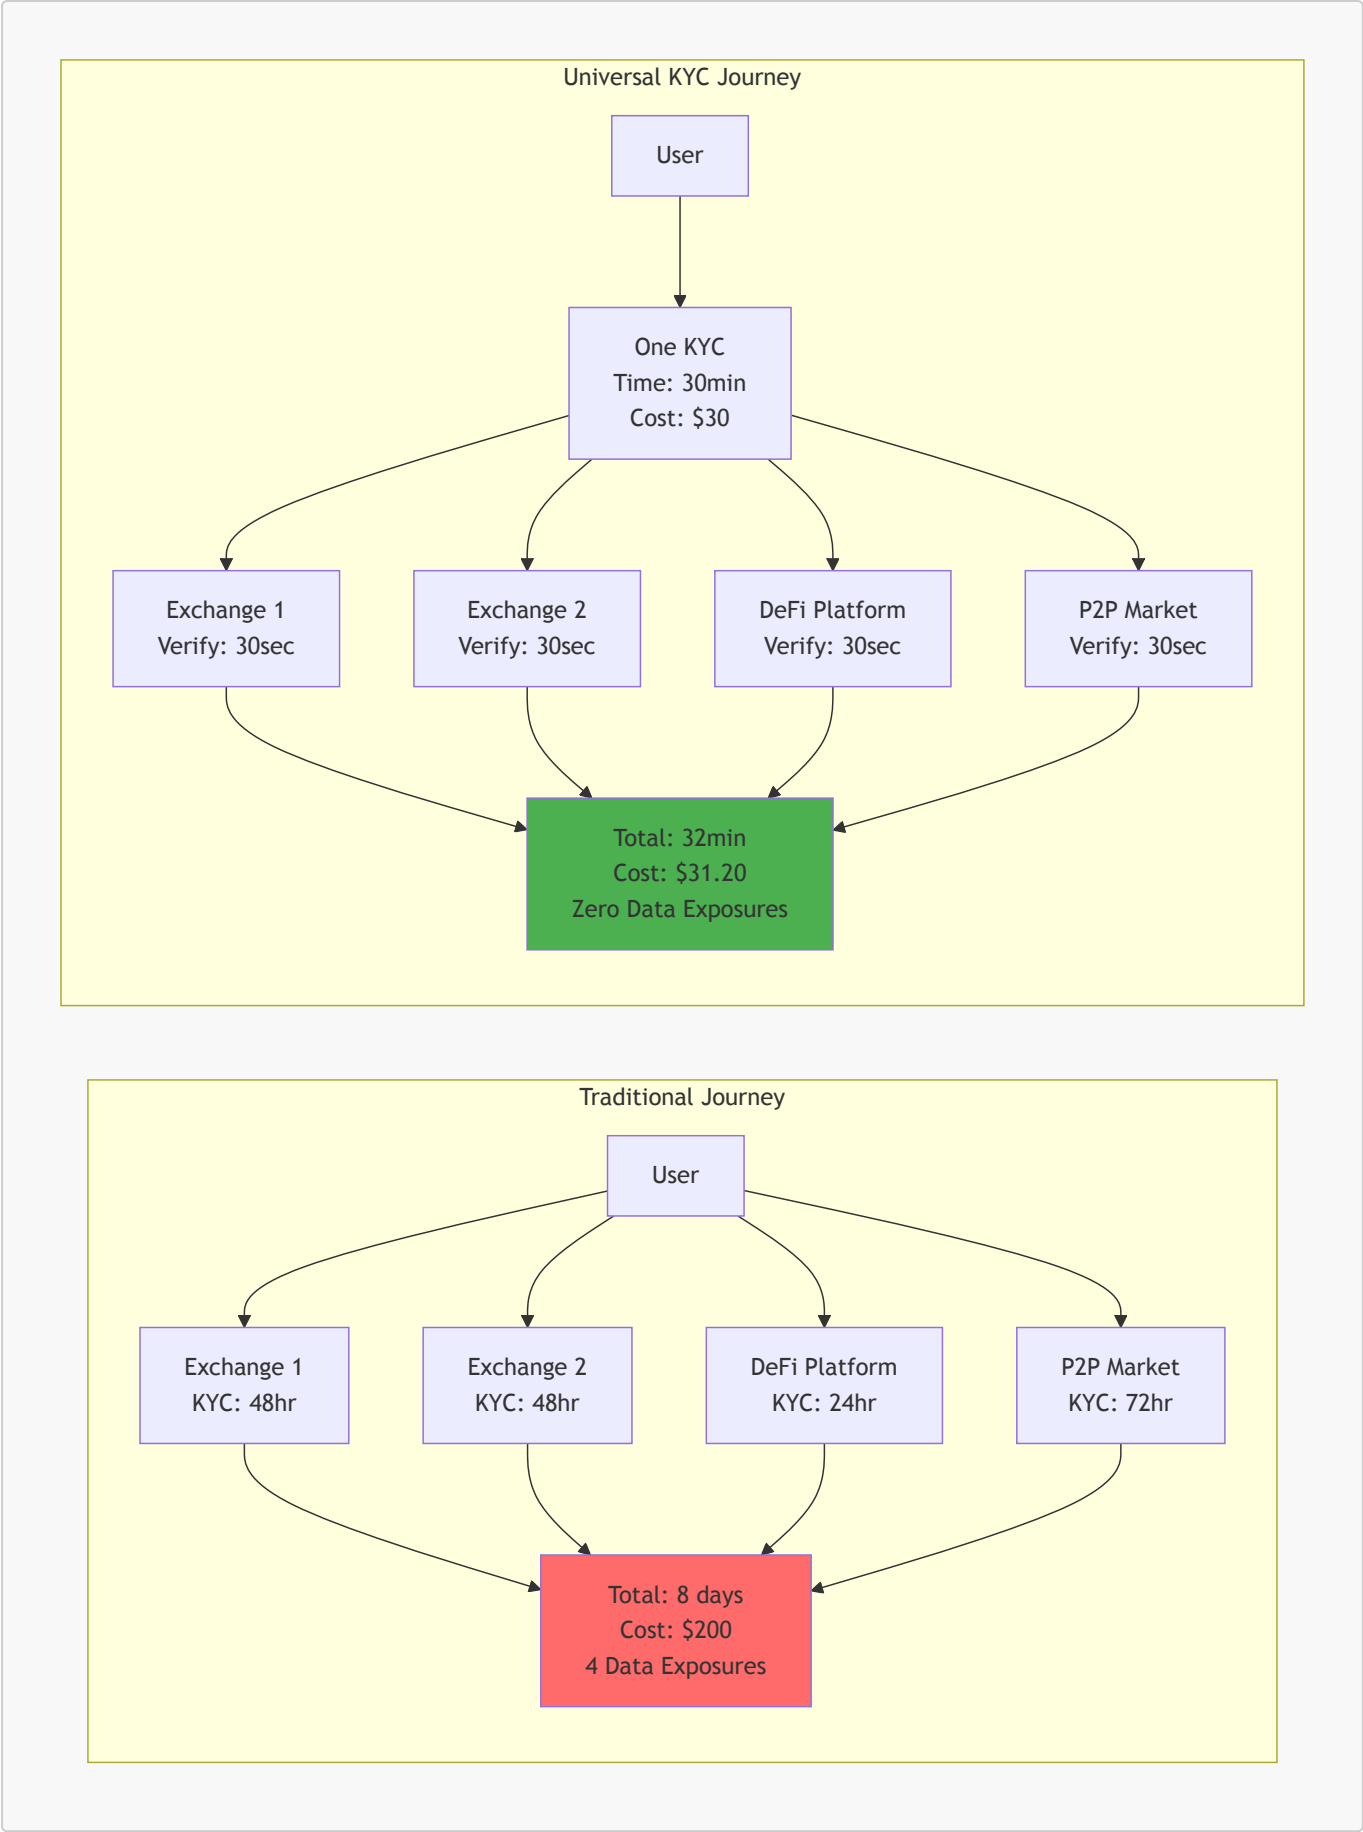 Universal KYC Journey
User
One KYC
Time: 30min
Cost: $30
Exchange 1
Verify: 30sec
Exchange 2
Verify: 30sec
DeFi Platform
Verify: 30sec
P2P Market
Verify: 30sec
Total: 32min
Cost: $31.20
Zero Data Exposures
Traditional Journey
User
Exchange 1
KYC: 48hr
Exchange 2
KYC: 48hr
DeFi Platform
KYC: 24hr
P2P Market
KYC: 72hr
Total: 8 days
Cost: $200
4 Data Exposures